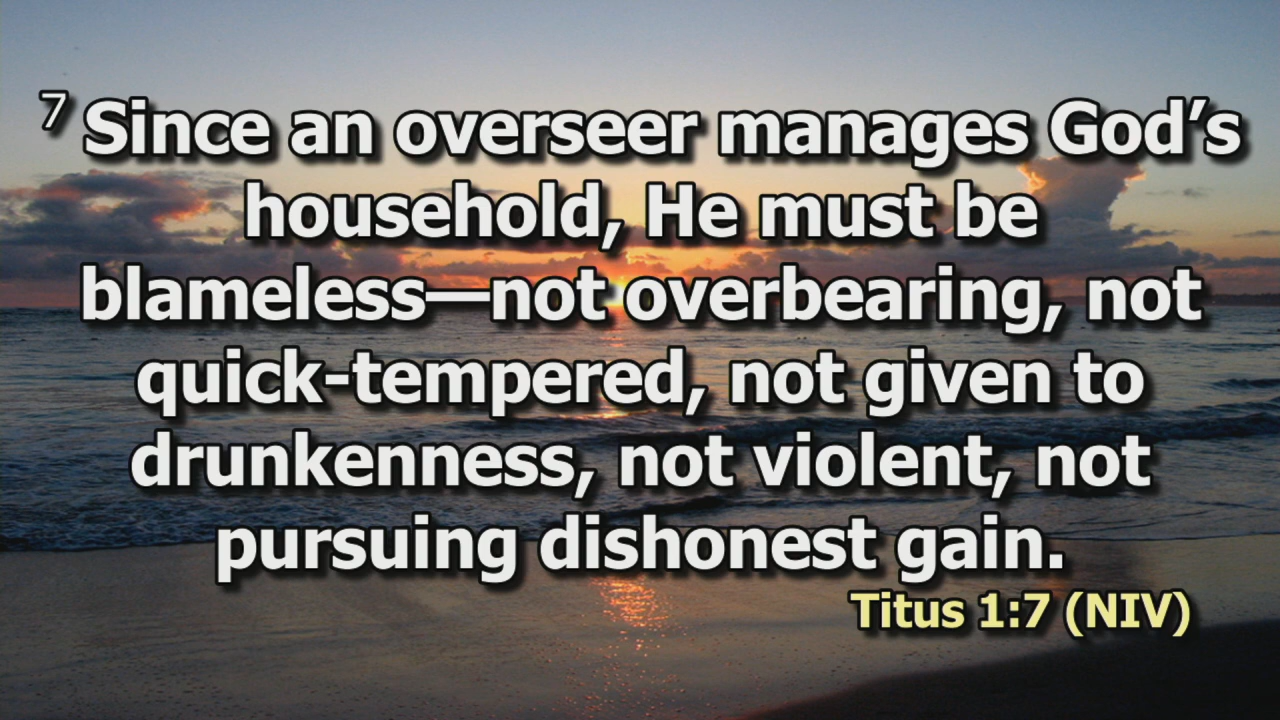 7 Since an overseer manages God’s
household, He must be
blameless—not overbearing, not
quick-tempered, not given to
drunkenness, not violent, not
pursuing dishonest gain.
Titus 1:7 (NIV)